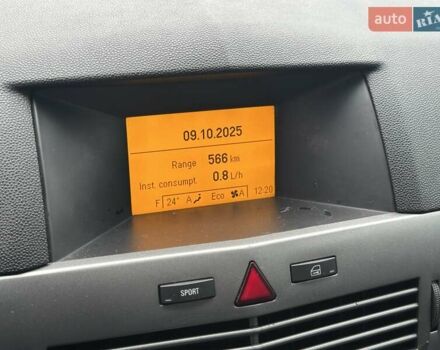 auto RIA
09.10.2025
Range 566 km
Inst. consumpt. 0.8 L/h
F 24° A Eco A 12:20
SPORT